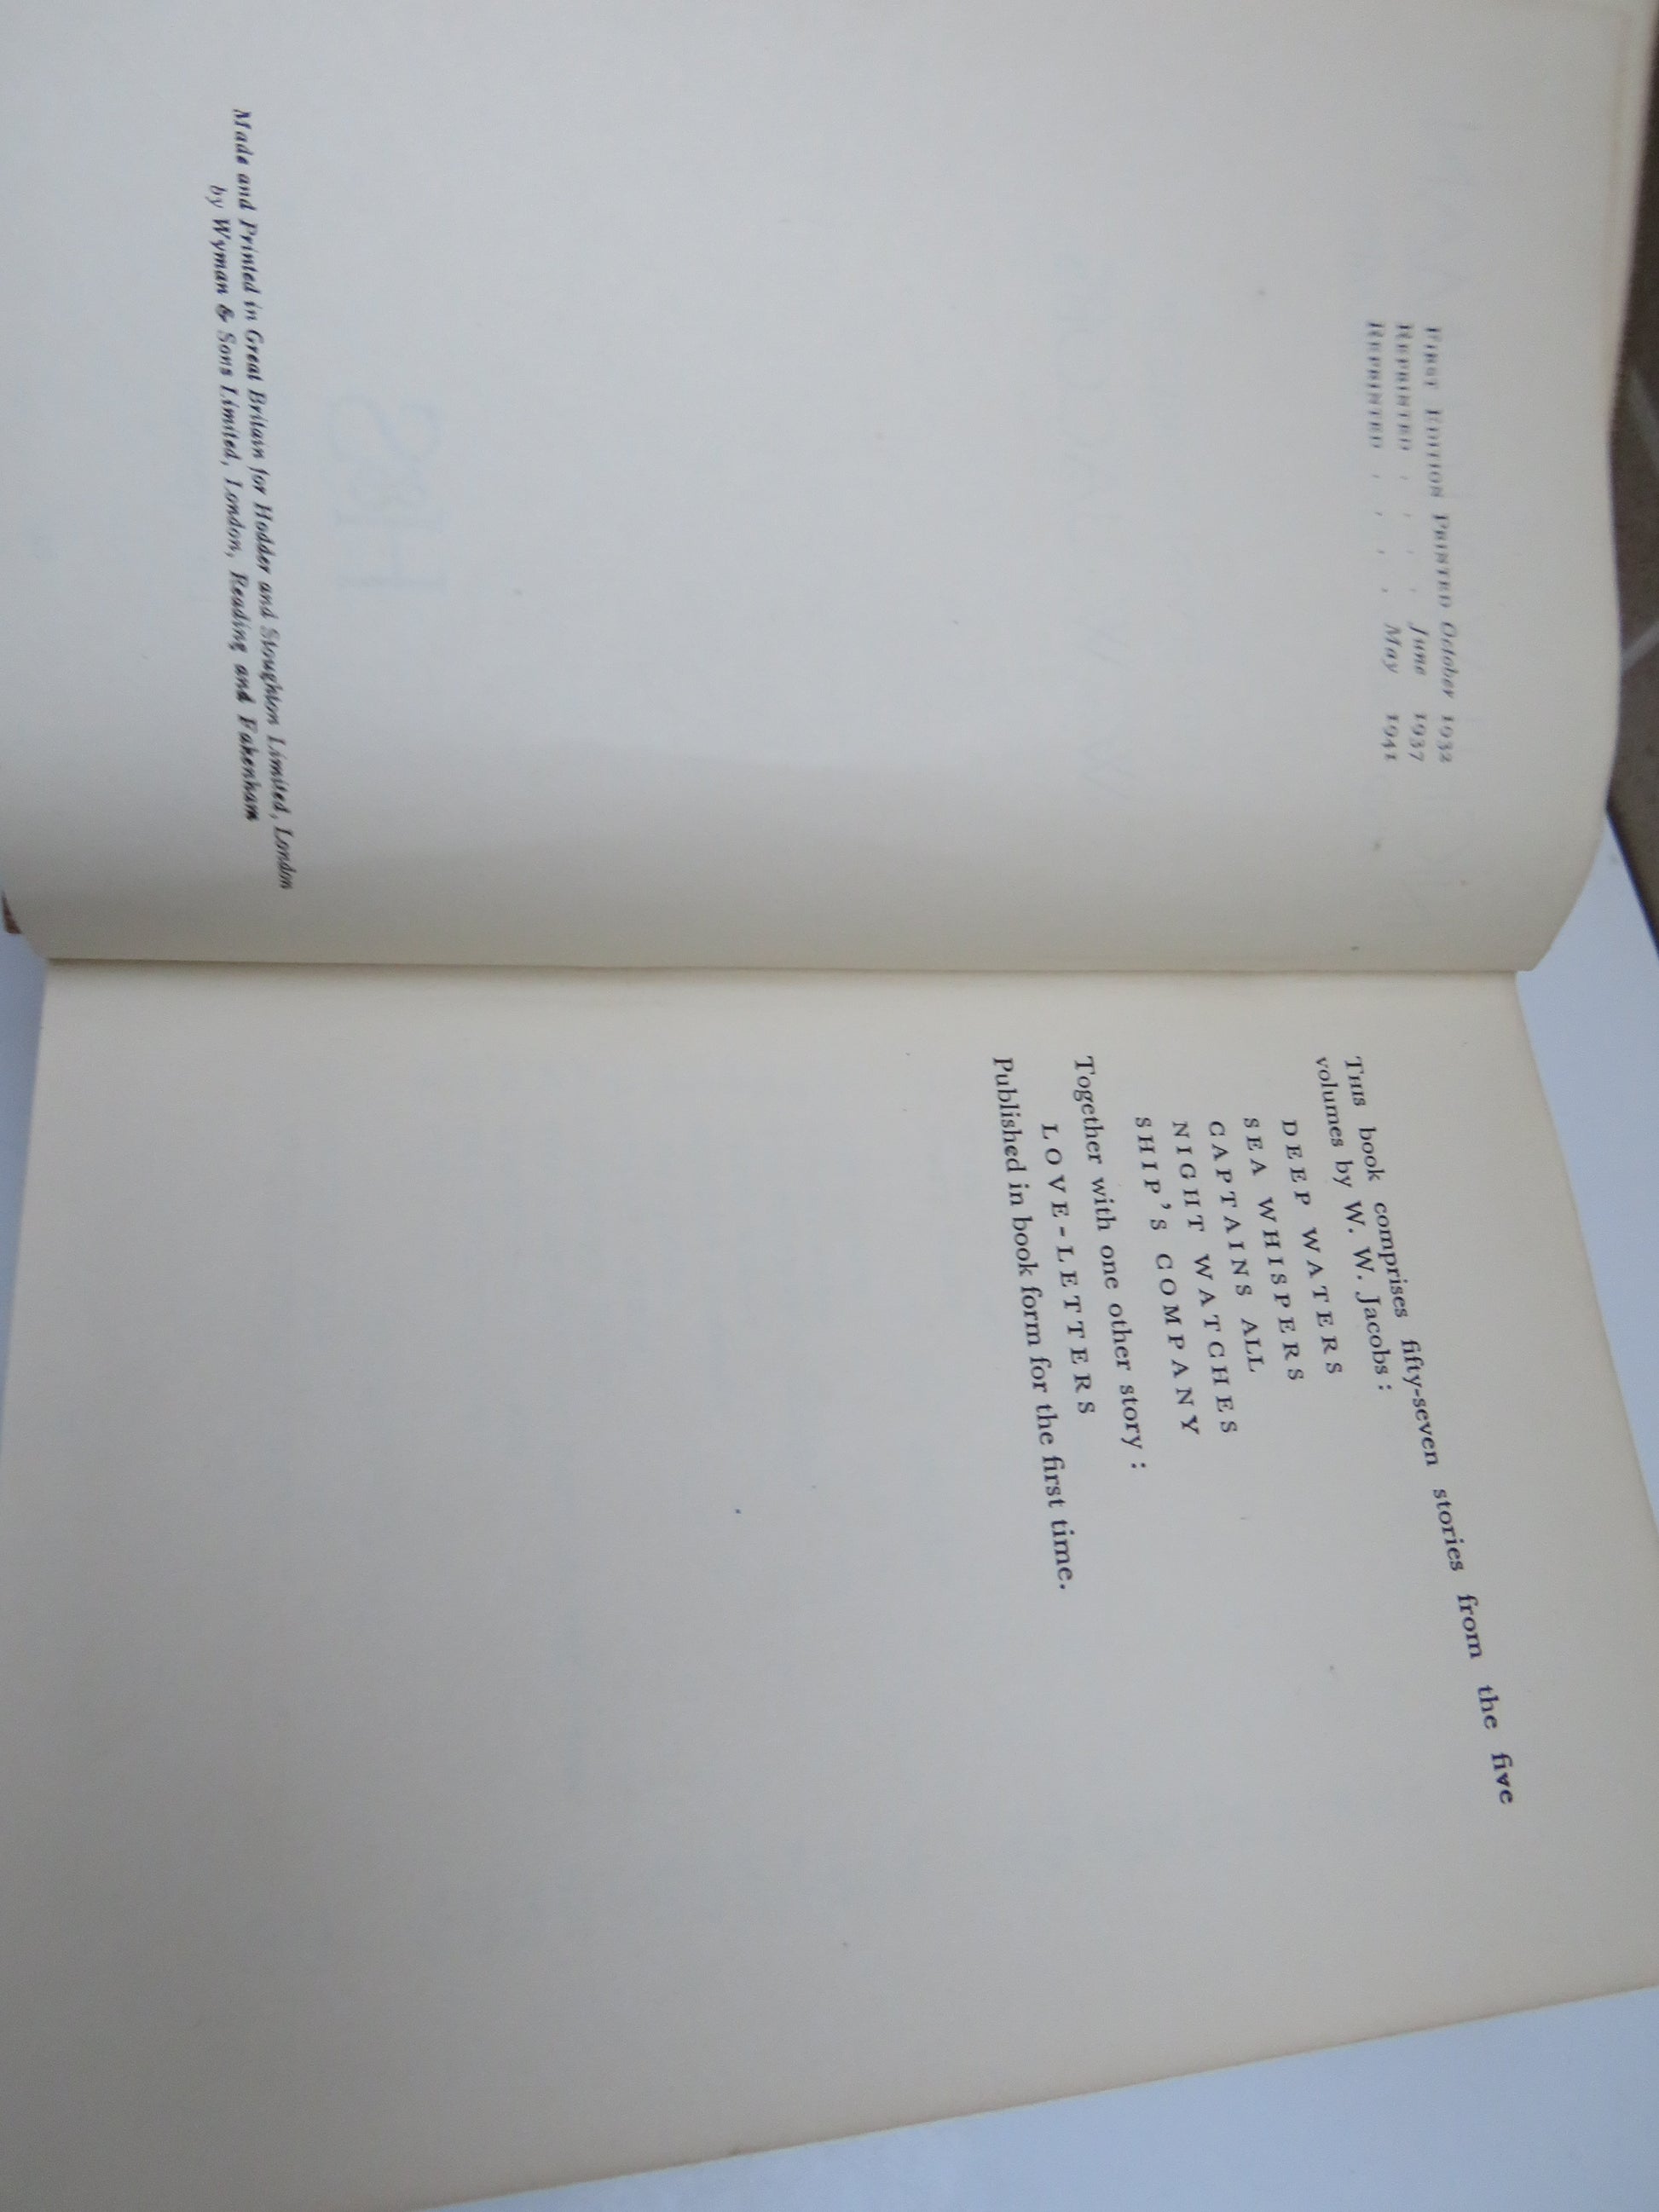 FIRST EDITION PRINTED October 1932
REPRINTED . . . . June 1937
REPRINTED . . . . May 1941
Made and Printed in Great Britain for Hodder and Stoughton Limited, London
by Wyman & Sons Limited, London, Reading and Fakenham
THIS book comprises fifty-seven stories from the five
volumes by W. W. Jacobs :
DEEP WATERS
SEA WHISPERS
CAPTAINS ALL
NIGHT WATCHES
SHIP'S COMPANY
Together with one other story :
LOVE-LETTERS
Published in book form for the first time.